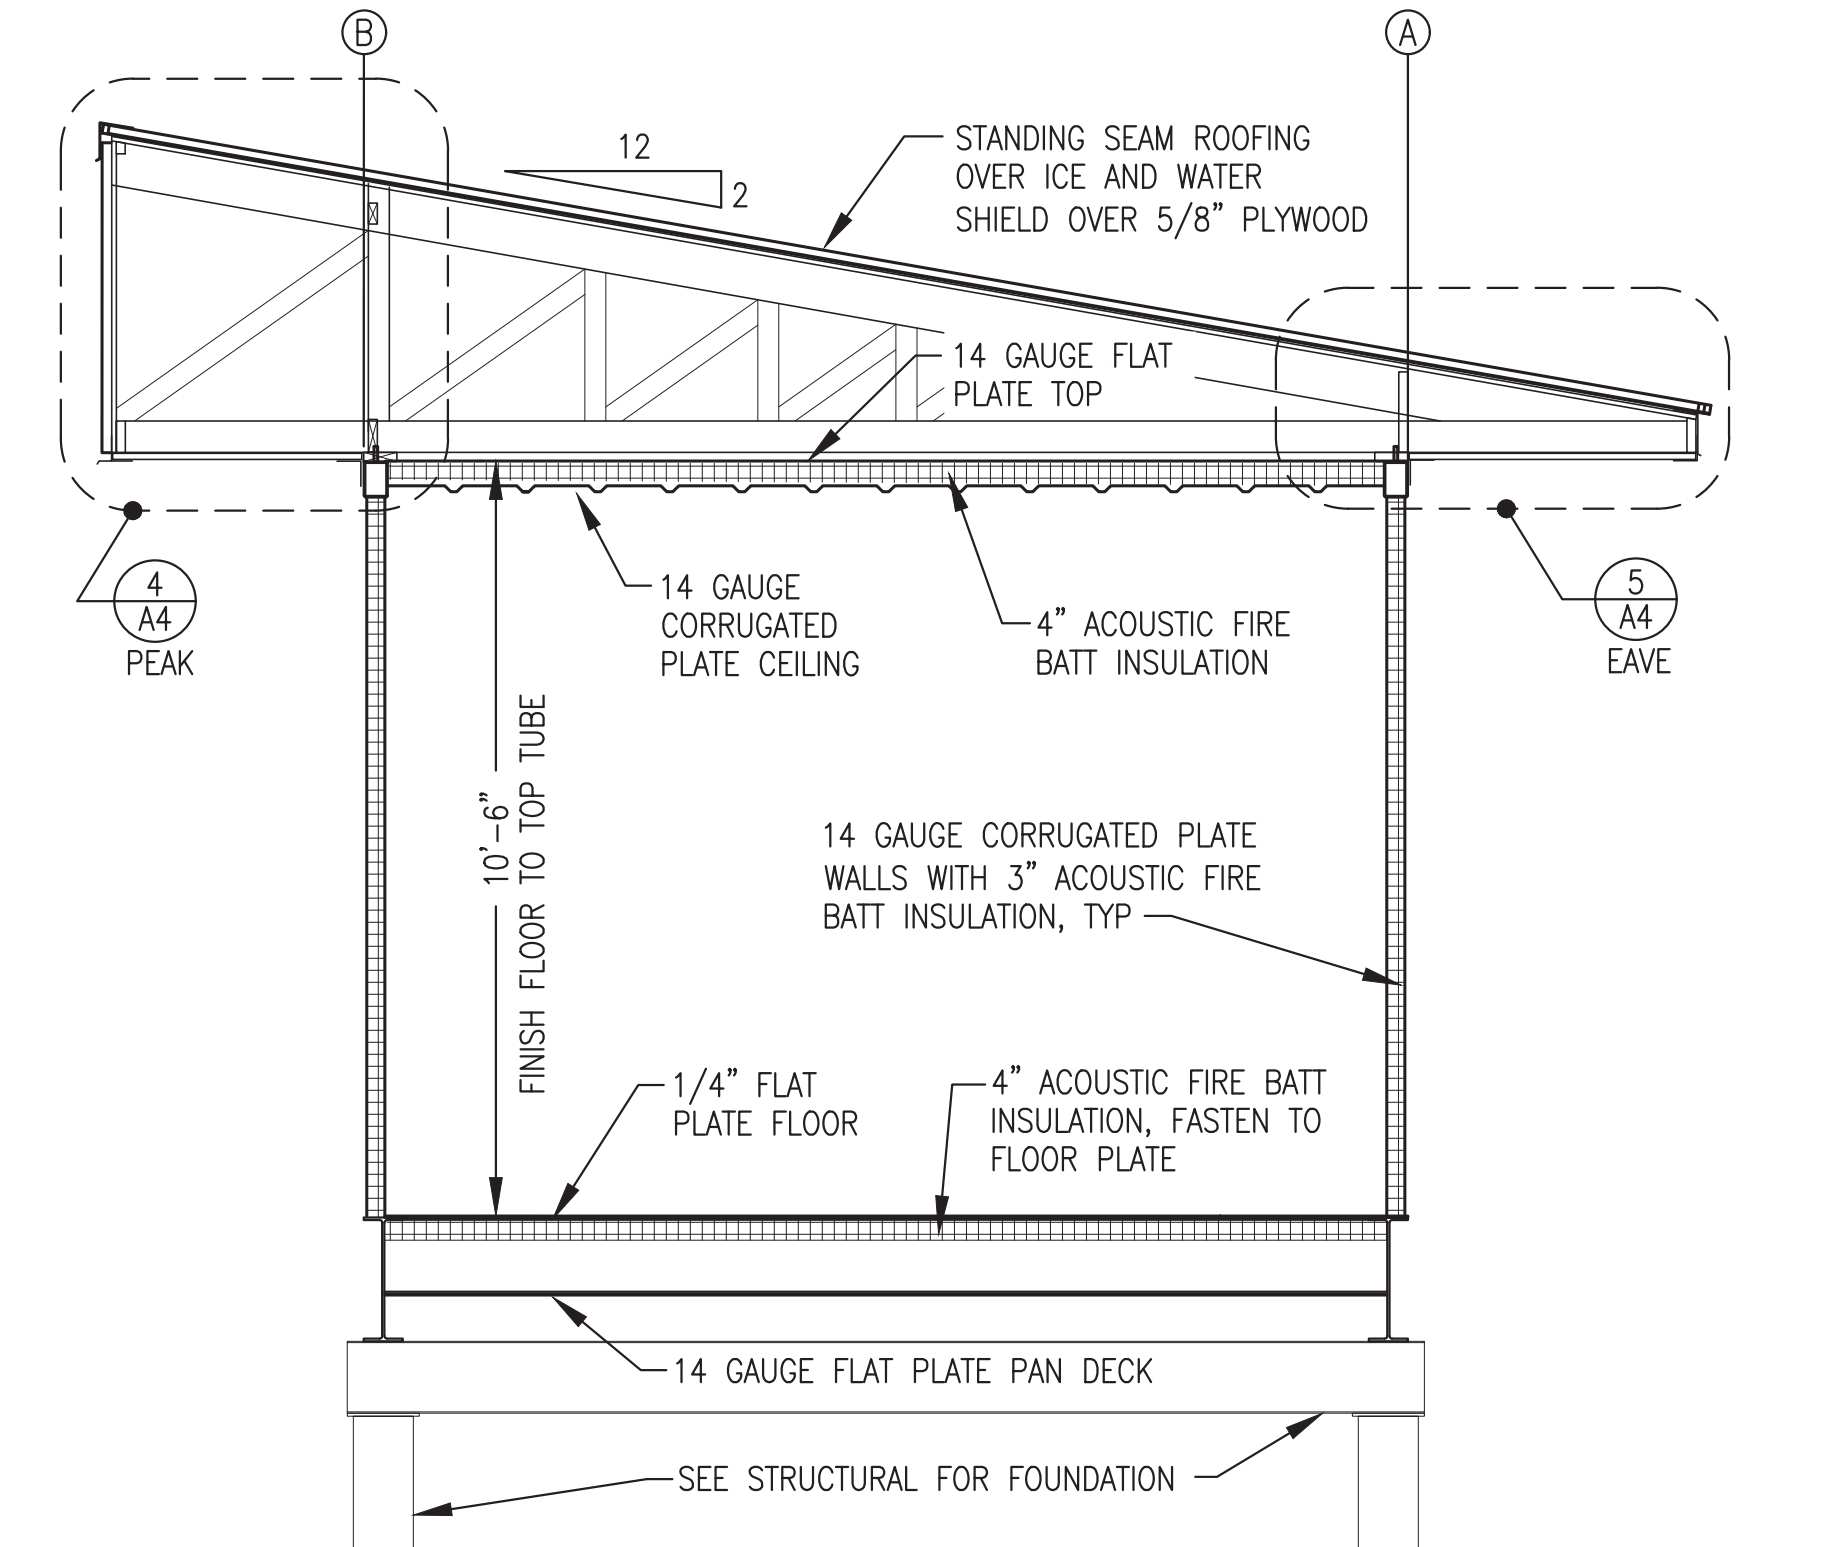 B
A
12
2
STANDING SEAM ROOFING
OVER ICE AND WATER
SHIELD OVER 5/8" PLYWOOD
14 GAUGE FLAT
PLATE TOP
4
A4
PEAK
14 GAUGE
CORRUGATED
PLATE CEILING
4" ACOUSTIC FIRE
BATT INSULATION
5
A4
EAVE
10'-6"
FINISH FLOOR TO TOP TUBE
14 GAUGE CORRUGATED PLATE
WALLS WITH 3" ACOUSTIC FIRE
BATT INSULATION, TYP
1/4" FLAT
PLATE FLOOR
4" ACOUSTIC FIRE BATT
INSULATION, FASTEN TO
FLOOR PLATE
14 GAUGE FLAT PLATE PAN DECK
SEE STRUCTURAL FOR FOUNDATION